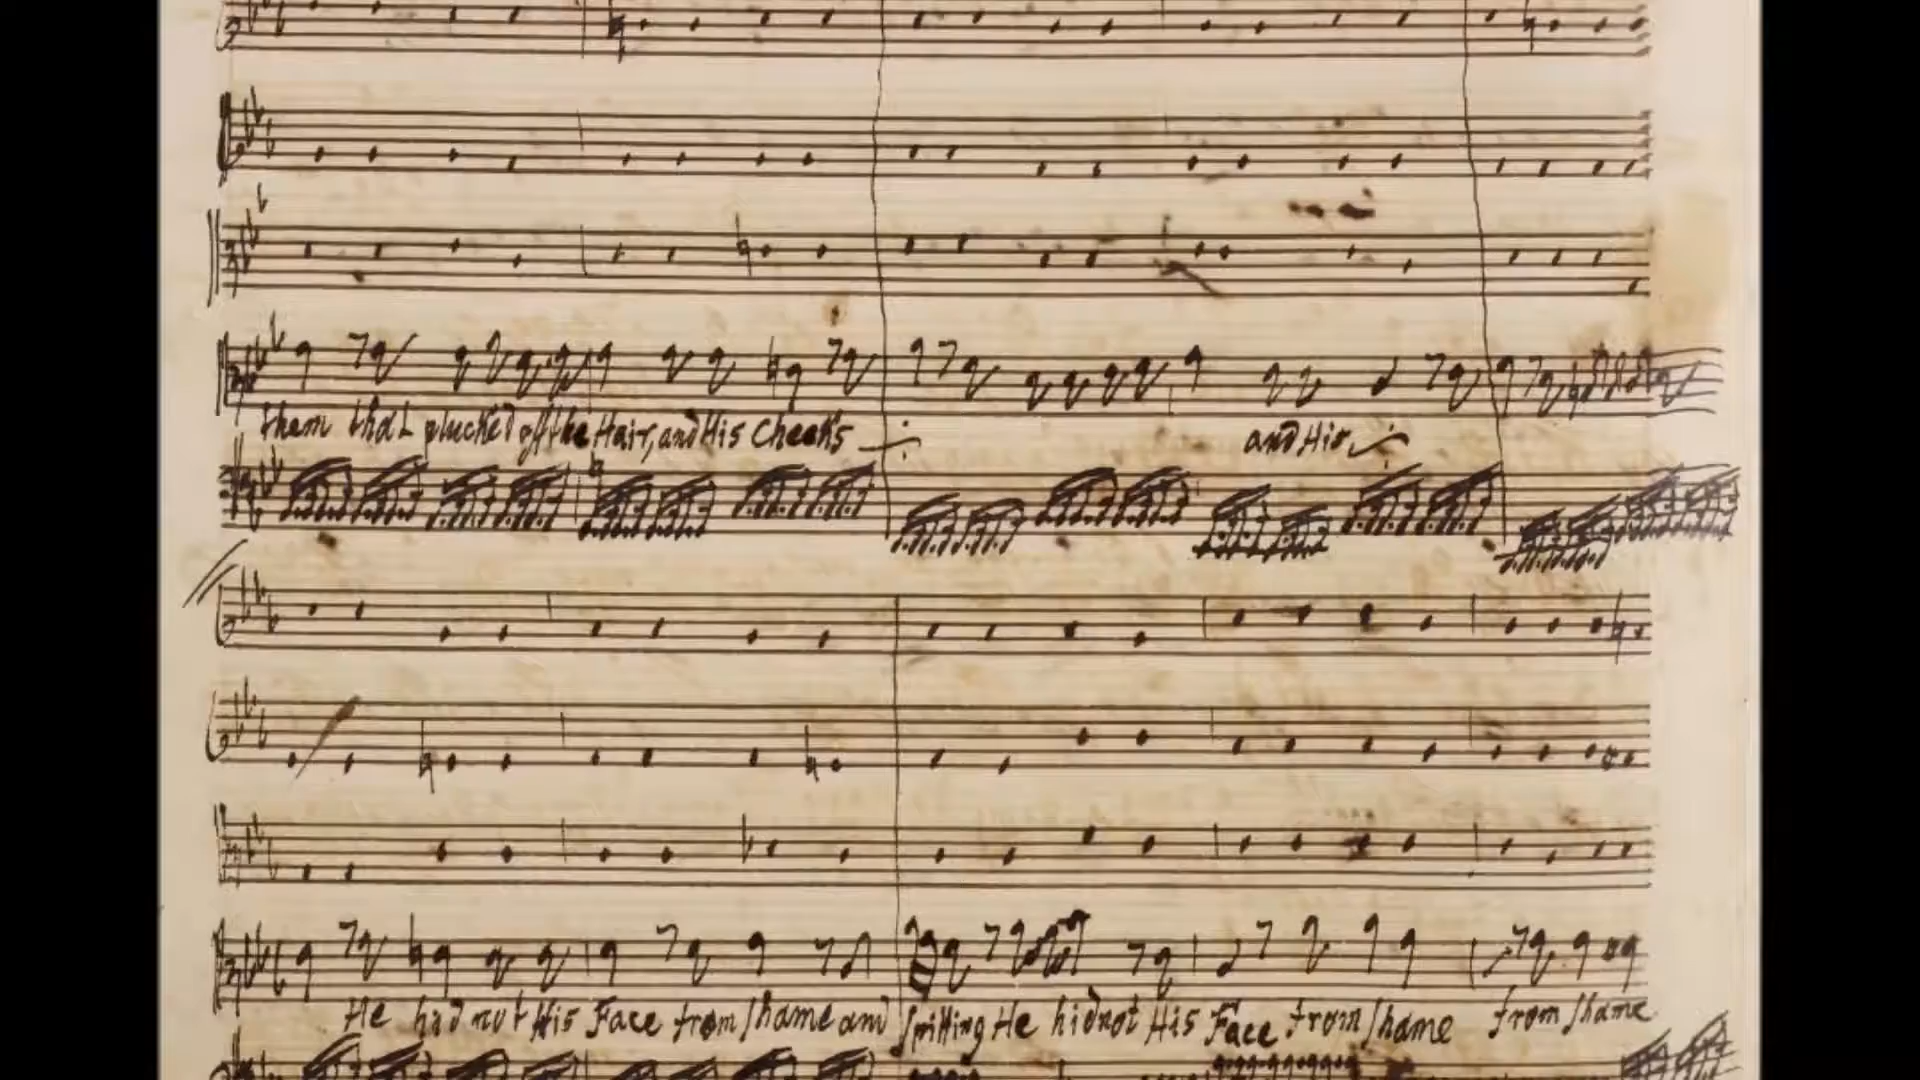 them that plucked off the Hair, and His Cheeks
and His
He hid not His Face from shame and spitting He hid not His Face from shame from shame